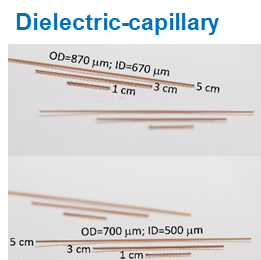 Dielectric-capillary
OD=870 μm; ID=670 μm
5 cm
3 cm
1 cm
OD=700 μm; ID=500 μm
5 cm
3 cm
1 cm